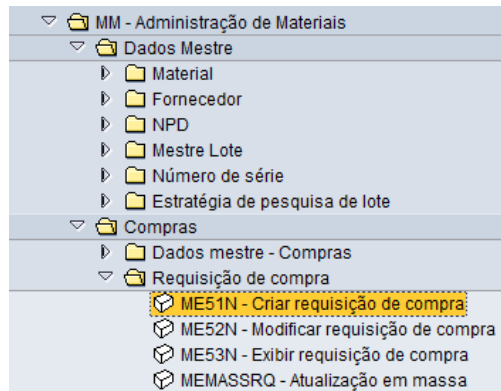 MM - Administração de Materiais
Dados Mestre
Material
Fornecedor
NPD
Mestre Lote
Número de série
Estratégia de pesquisa de lote
Compras
Dados mestre - Compras
Requisição de compra
ME51N - Criar requisição de compra
ME52N - Modificar requisição de compra
ME53N - Exibir requisição de compra
MEMASSRQ - Atualização em massa